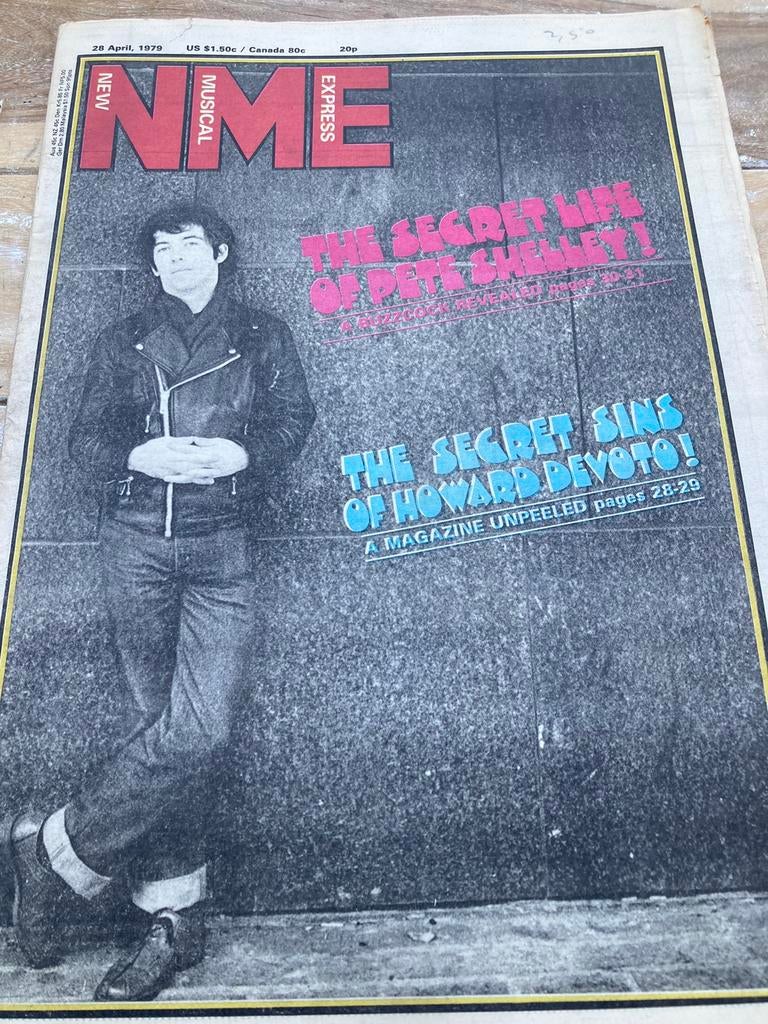 28 April, 1979 US $1.50c / Canada 80c 20p
NME
NEW MUSICAL EXPRESS
THE SECRET LIFE
OF PETE SHELLEY!
A BUZZCOCK REVEALED pages 30-31
THE SECRET SINS
OF HOWARD DEVOTO!
A MAGAZINE UNPEELED pages 28-29